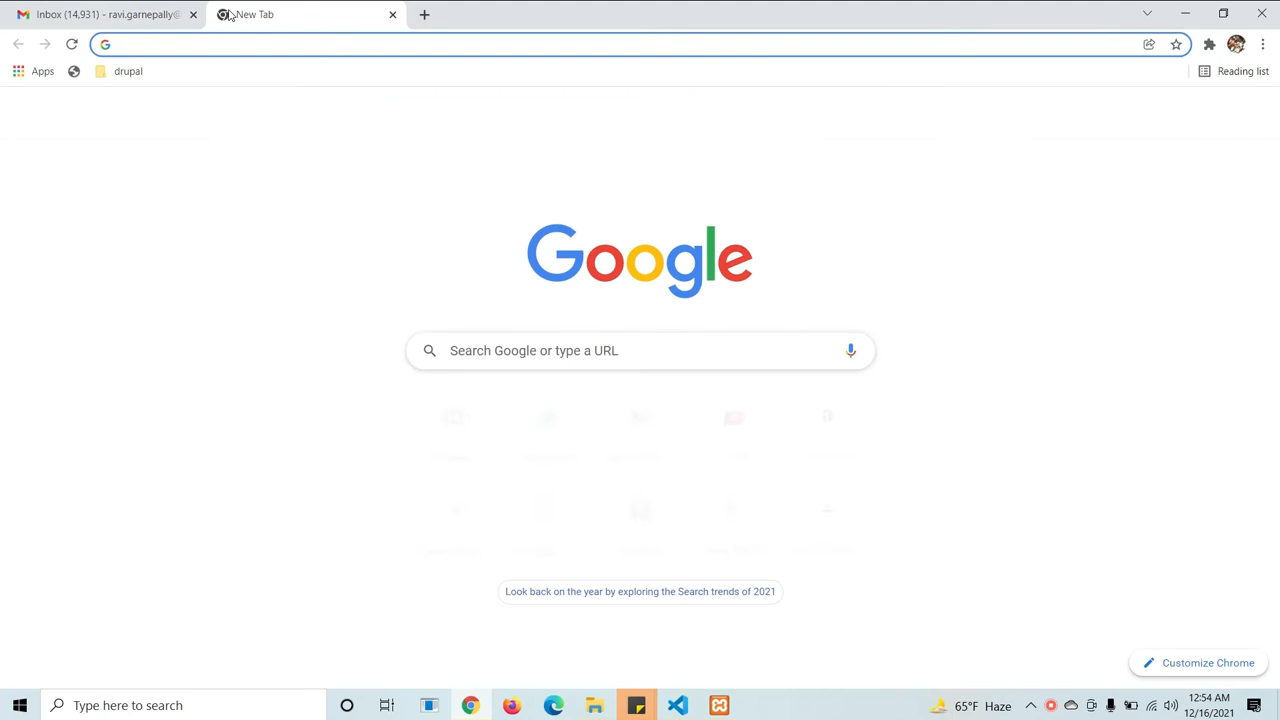 Inbox (14,931) - ravi.garnepally@
New Tab
Apps
drupal
Reading list
Google
Search Google or type a URL
Look back on the year by exploring the Search trends of 2021
Customize Chrome
Type here to search
65°F Haze
12:54 AM
12/16/2021